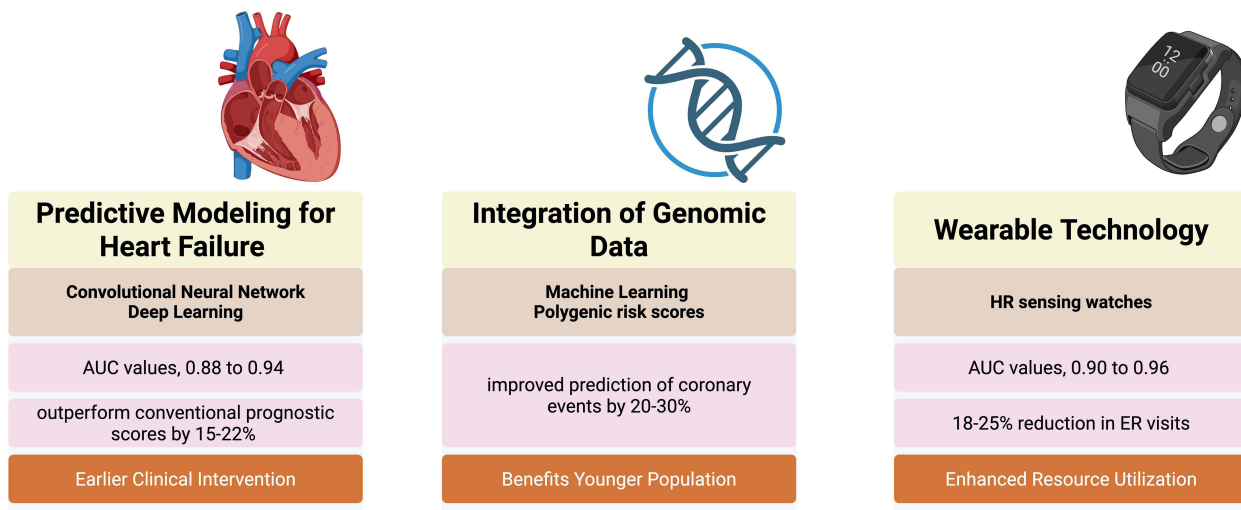 12
00
Predictive Modeling for
Heart Failure
Convolutional Neural Network
Deep Learning
AUC values, 0.88 to 0.94
outperform conventional prognostic
scores by 15-22%
Earlier Clinical Intervention
Integration of Genomic
Data
Machine Learning
Polygenic risk scores
improved prediction of coronary
events by 20-30%
Benefits Younger Population
Wearable Technology
HR sensing watches
AUC values, 0.90 to 0.96
18-25% reduction in ER visits
Enhanced Resource Utilization